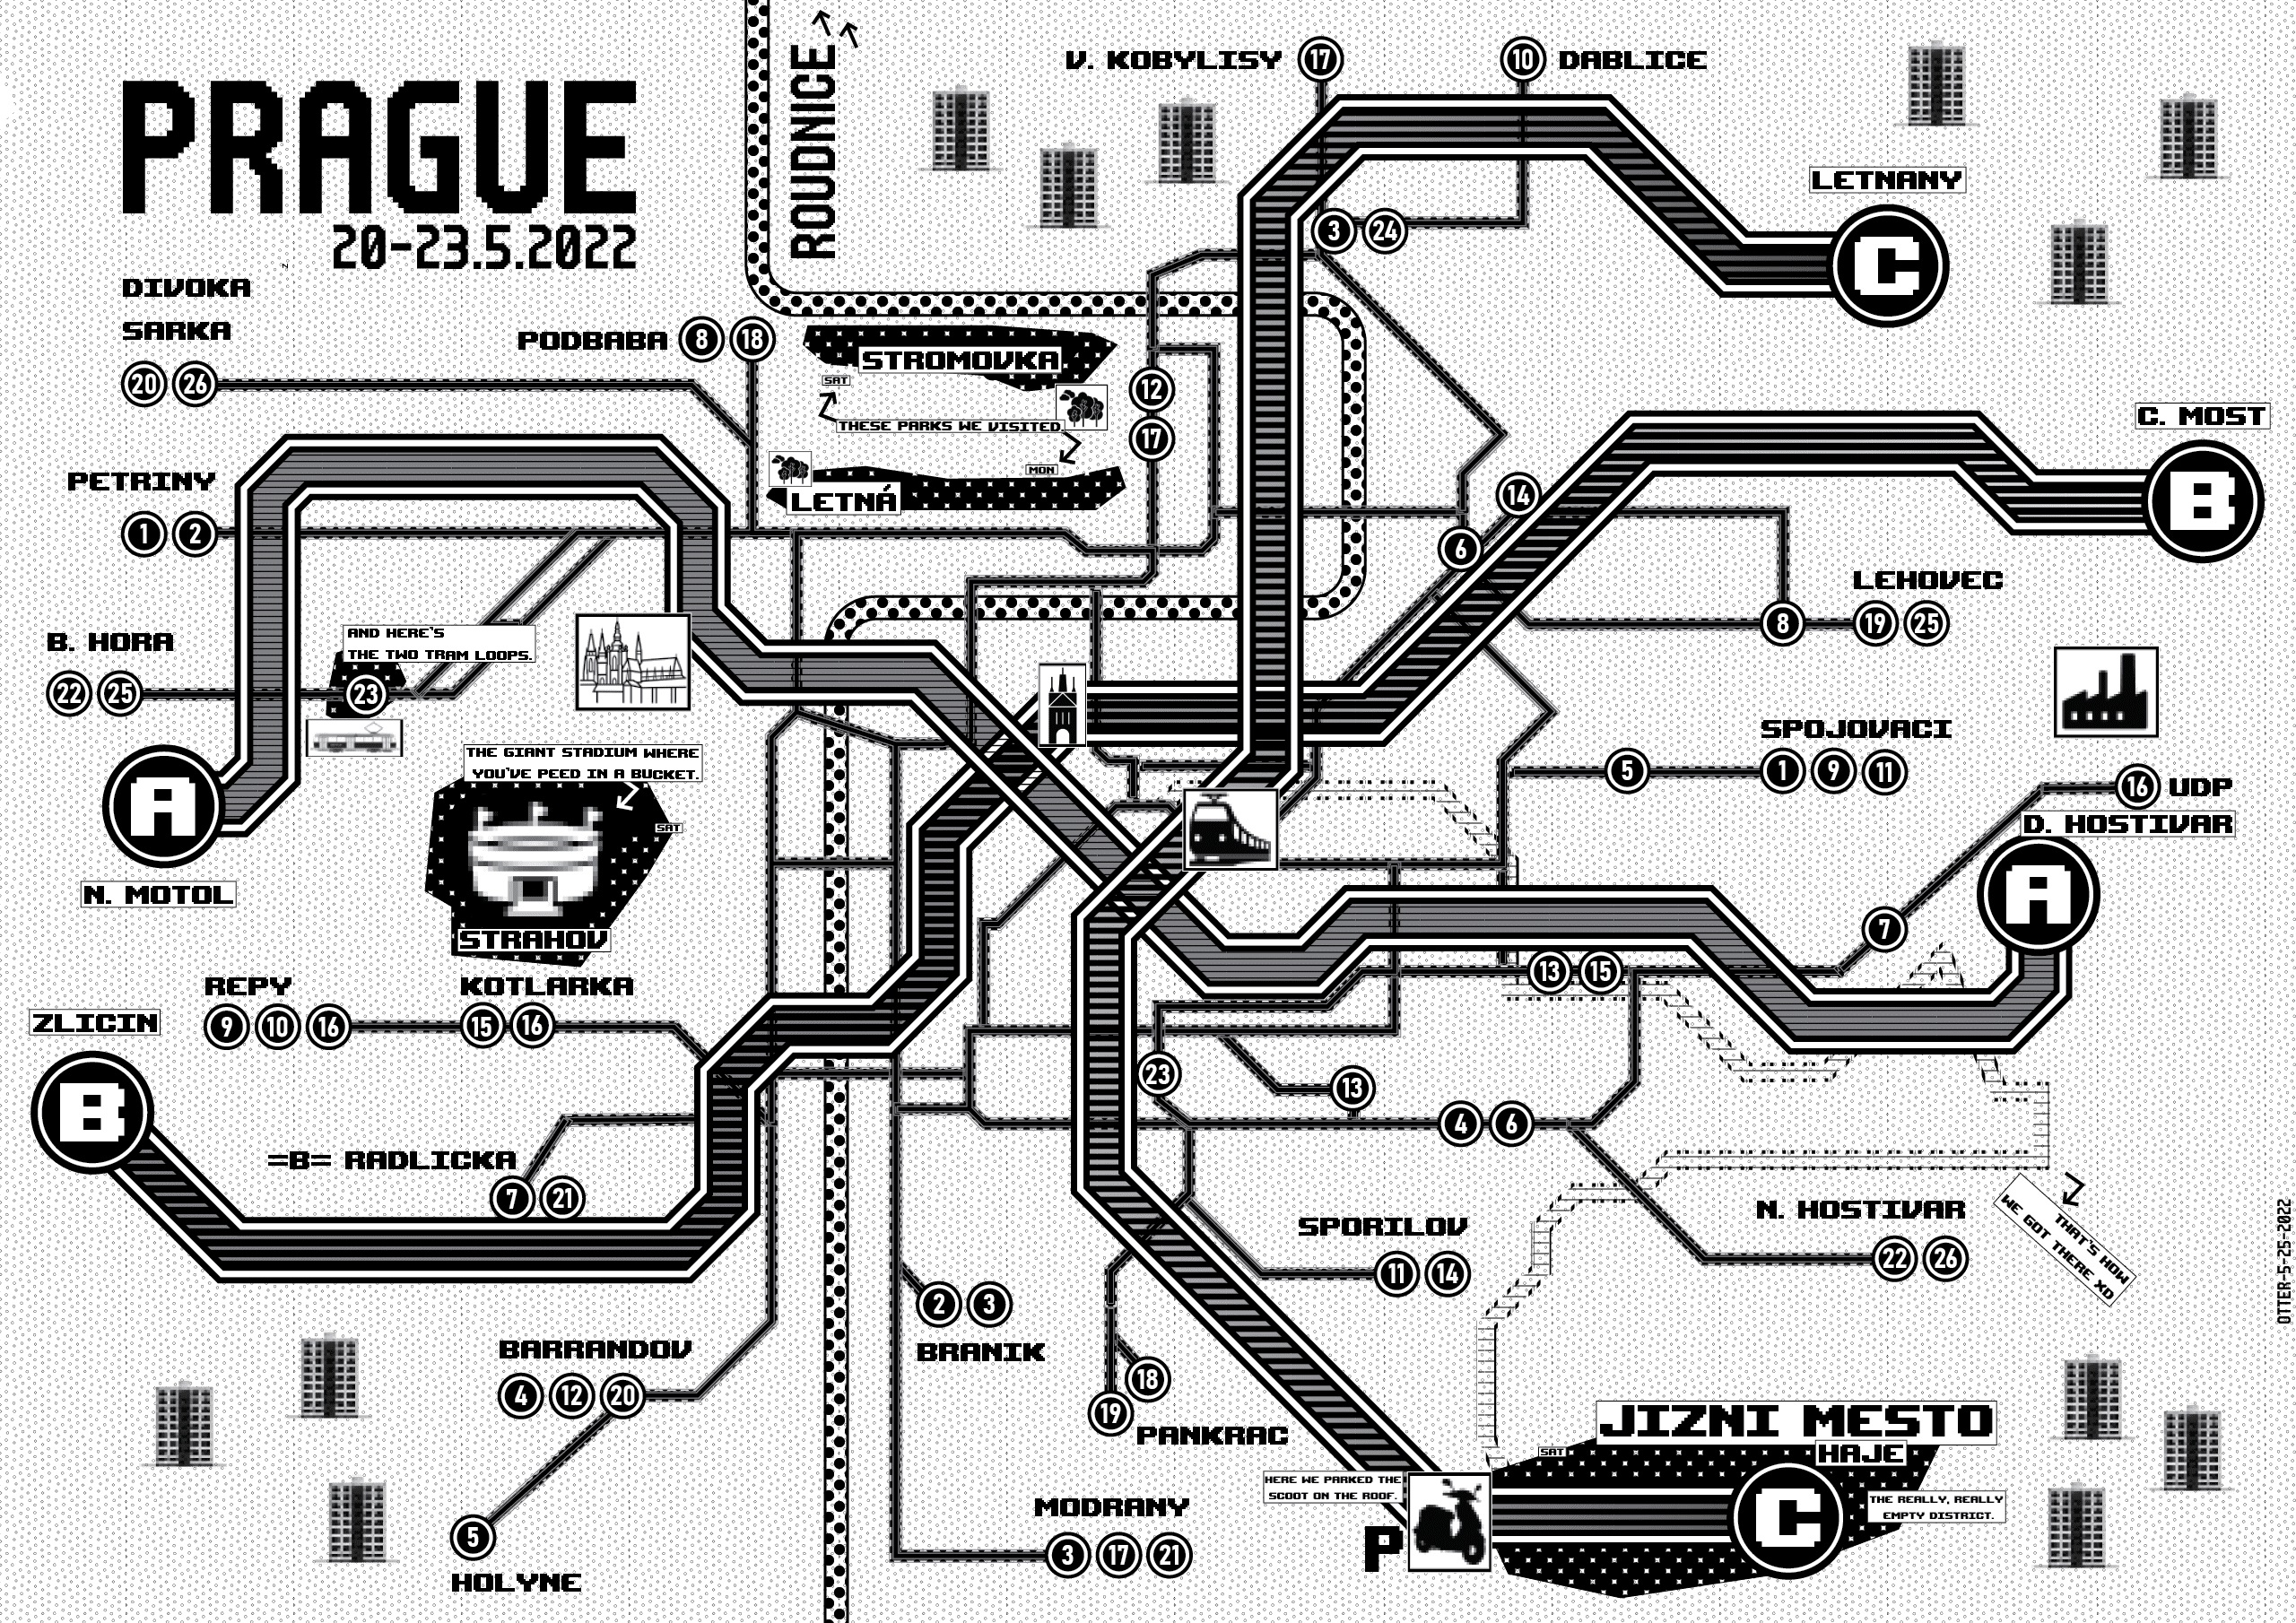 PRAGUE
20-23.5.2022
ROUDNICE
V. KOBYLISY 17
10 DABLICE
LETNANY
C
3 24
DIVOKA
SARKA
20 26
PODBABA 8 18
STROMOVKA
SAT
THESE PARKS WE VISITED
MON
LETNÁ
12
17
C. MOST
B
PETRINY
1 2
14
6
LEHOVEC
8 19 25
B. HORA
22 25
AND HERE'S
THE TWO TRAM LOOPS.
23
A
N. MOTOL
THE GIANT STADIUM WHERE
YOU'VE PEED IN A BUCKET.
SAT
STRAHOV
SPOJOVACI
5 1 9 11
16 UDP
D. HOSTIVAR
A
7
13 15
REPY
9 10 16
KOTLARKA
15 16
ZLICIN
B
23
13
4 6
=B= RADLICKA
7 21
N. HOSTIVAR
22 26
THAT'S HOW
WE GOT THERE XD
SPORILOV
11 14
2 3
BRANIK
BARRANDOV
4 12 20
18
19
PANKRAC
5
HOLYNE
MODRANY
3 17 21
JIZNI MESTO
SAT
HAJE
C
HERE WE PARKED THE
SCOOT ON THE ROOF.
P
THE REALLY, REALLY
EMPTY DISTRICT.
OTTER-5-25-2022